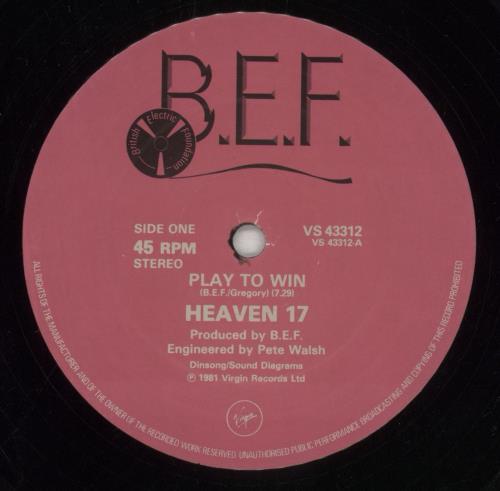 B.E.F.
British Electric Foundation
SIDE ONE
45 RPM
STEREO
VS 43312
VS 43312-A
PLAY TO WIN
(B.E.F./Gregory) (7.29)
HEAVEN 17
Produced by B.E.F.
Engineered by Pete Walsh
Dinsong/Sound Diagrams
℗ 1981 Virgin Records Ltd
Virgin
ALL RIGHTS OF THE MANUFACTURER AND OF THE OWNER OF THE RECORDED WORK RESERVED. UNAUTHORISED PUBLIC PERFORMANCE, BROADCASTING AND COPYING OF THIS RECORD PROHIBITED